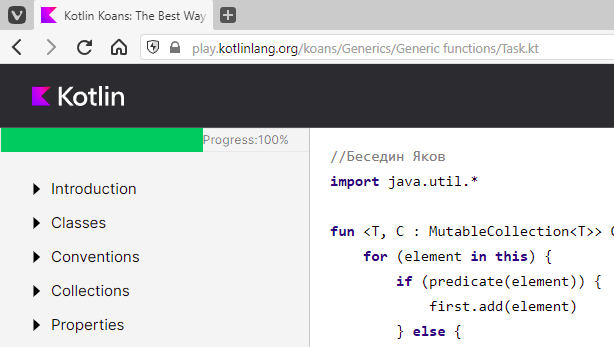 Kotlin Koans: The Best Way
play.kotlinlang.org/koans/Generics/Generic functions/Task.kt
Kotlin
Progress:100%
Introduction
Classes
Conventions
Collections
Properties
//Беседин Яков
import java.util.*
fun <T, C : MutableCollection<T>>
for (element in this) {
if (predicate(element)) {
first.add(element)
} else {